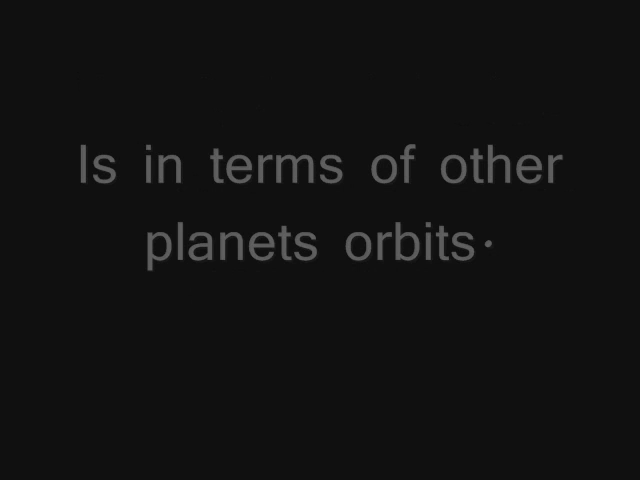 Is in terms of other
planets orbits·